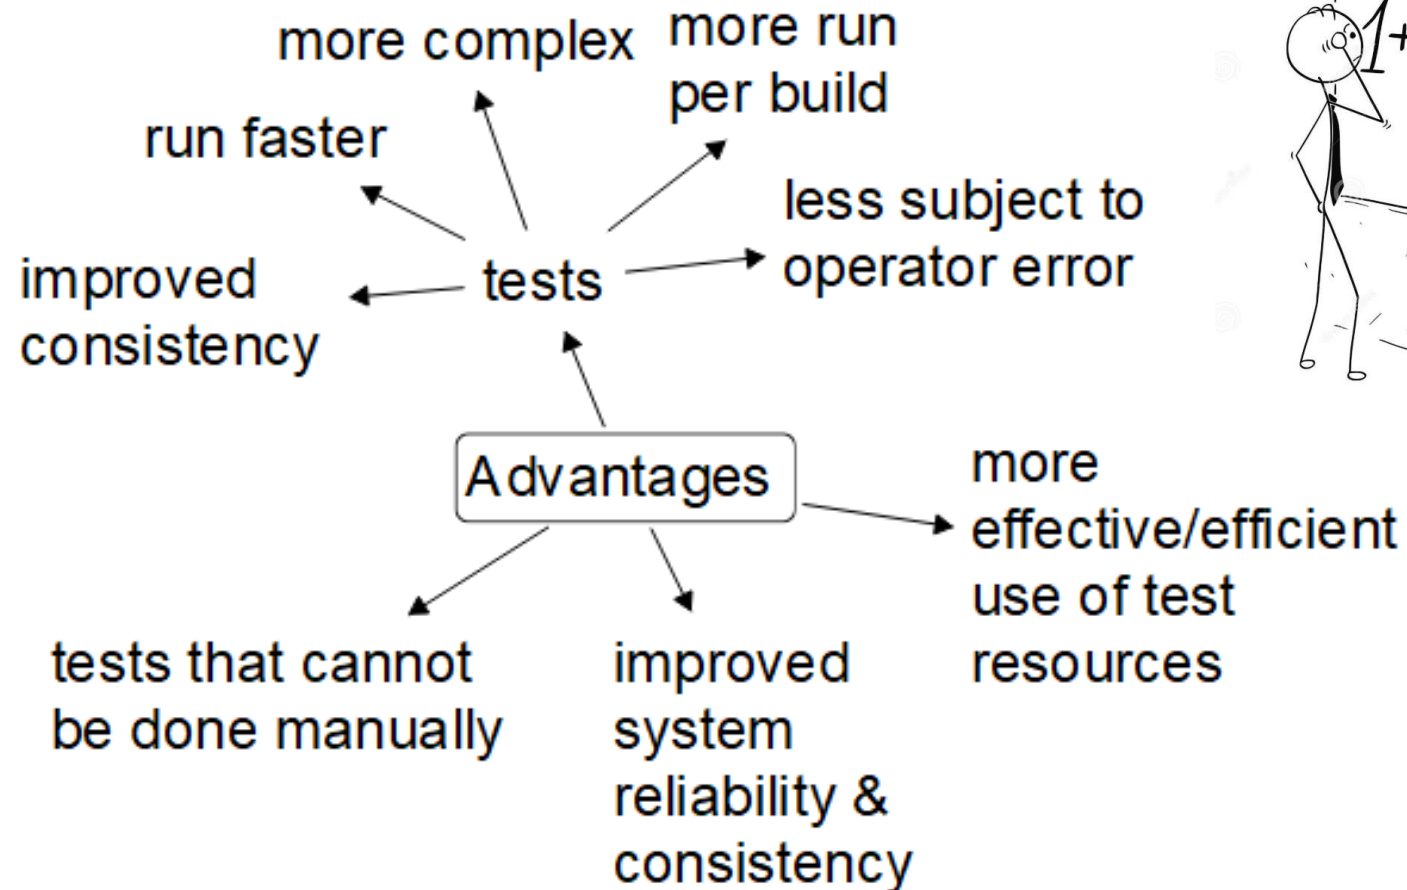 more complex
more run
per build
run faster
less subject to
operator error
improved
consistency
tests
Advantages
more
effective/efficient
use of test
resources
tests that cannot
be done manually
improved
system
reliability &
consistency
1+